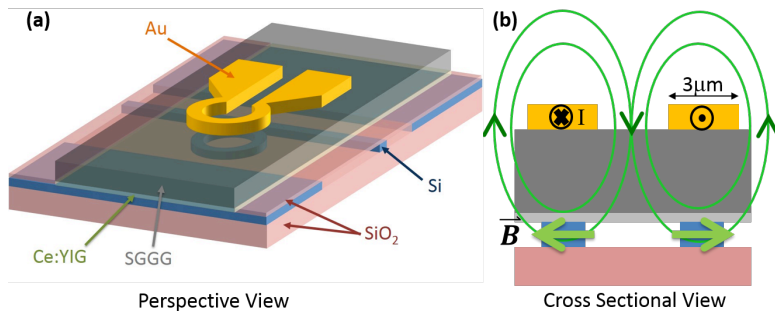 (a)
Au
Si
SiO₂
Ce:YIG
SGGG
Perspective View
(b)
3μm
I
B
Cross Sectional View